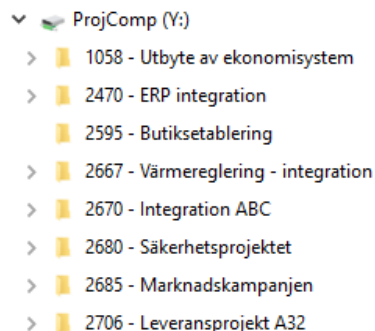 ProjComp (Y:)
1058 - Utbyte av ekonomisystem
2470 - ERP integration
2595 - Butiksetablering
2667 - Värmereglering - integration
2670 - Integration ABC
2680 - Säkerhetsprojektet
2685 - Marknadskampanjen
2706 - Leveransprojekt A32